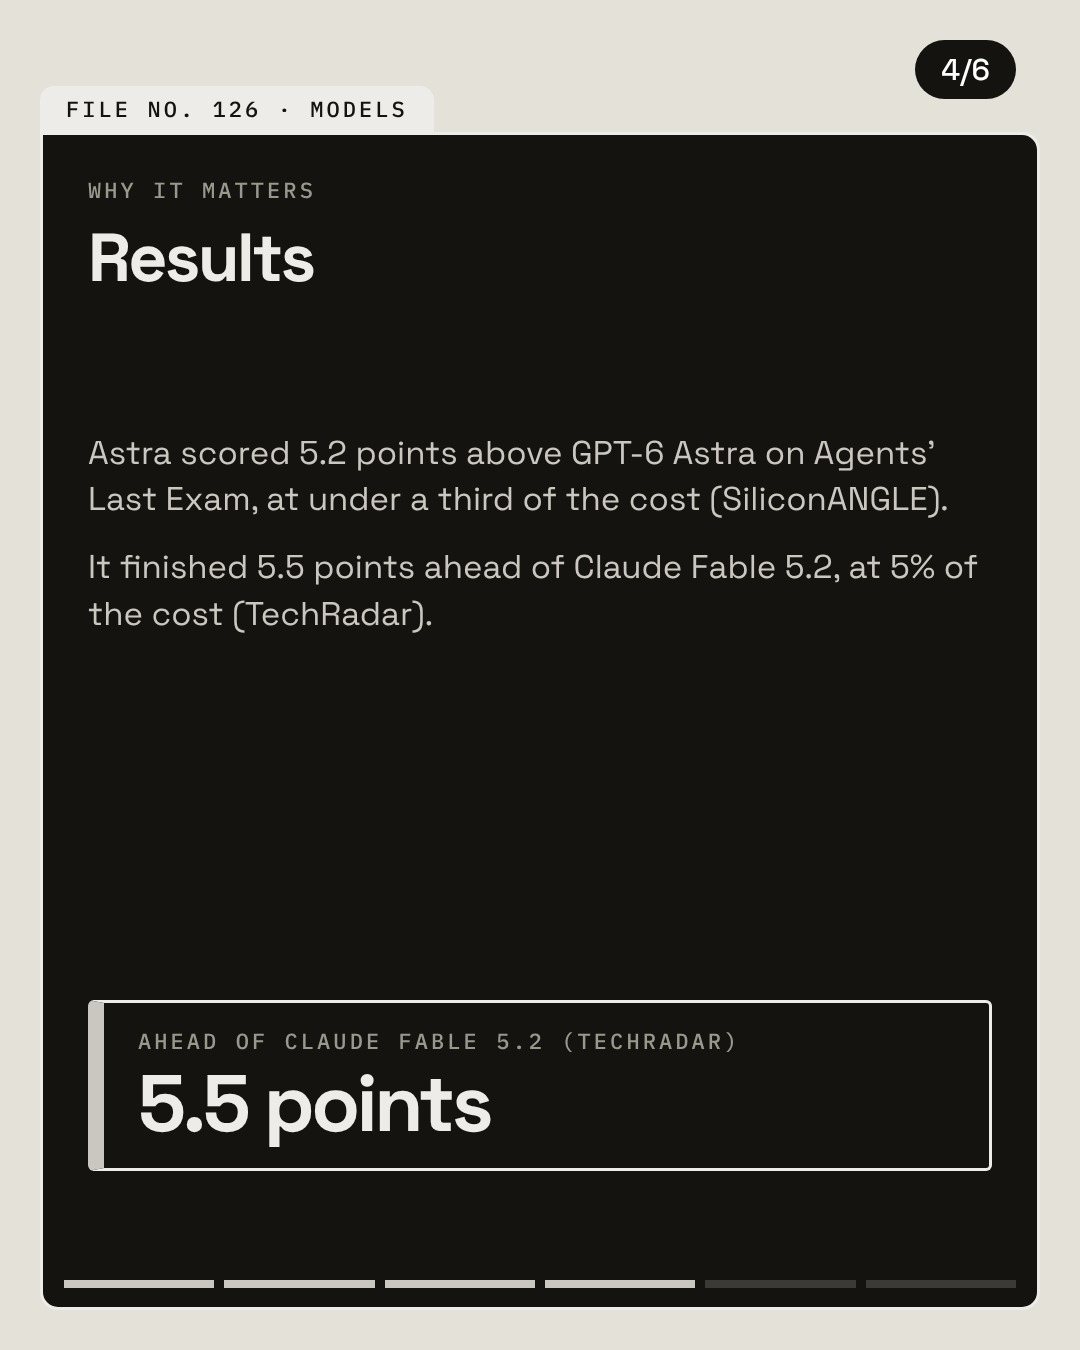 4/6
FILE NO. 126 · MODELS
WHY IT MATTERS
Results
Astra scored 5.2 points above GPT-6 Astra on Agents’
Last Exam, at under a third of the cost (SiliconANGLE).
It finished 5.5 points ahead of Claude Fable 5.2, at 5% of
the cost (TechRadar).
AHEAD OF CLAUDE FABLE 5.2 (TECHRADAR)
5.5 points